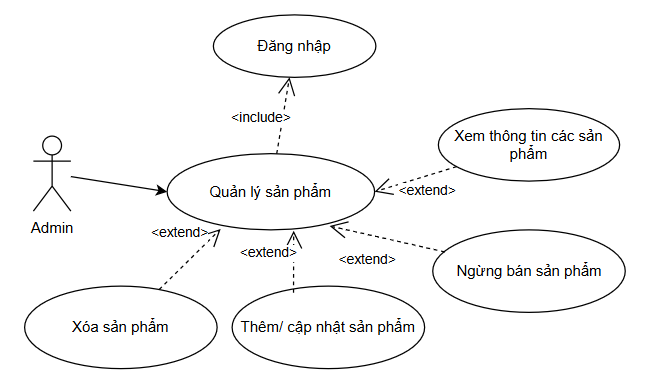 Đăng nhập
<include>
Xem thông tin các sản
phẩm
Quản lý sản phẩm
<extend>
Admin
<extend>
<extend>
<extend>
Ngừng bán sản phẩm
Xóa sản phẩm
Thêm/ cập nhật sản phẩm